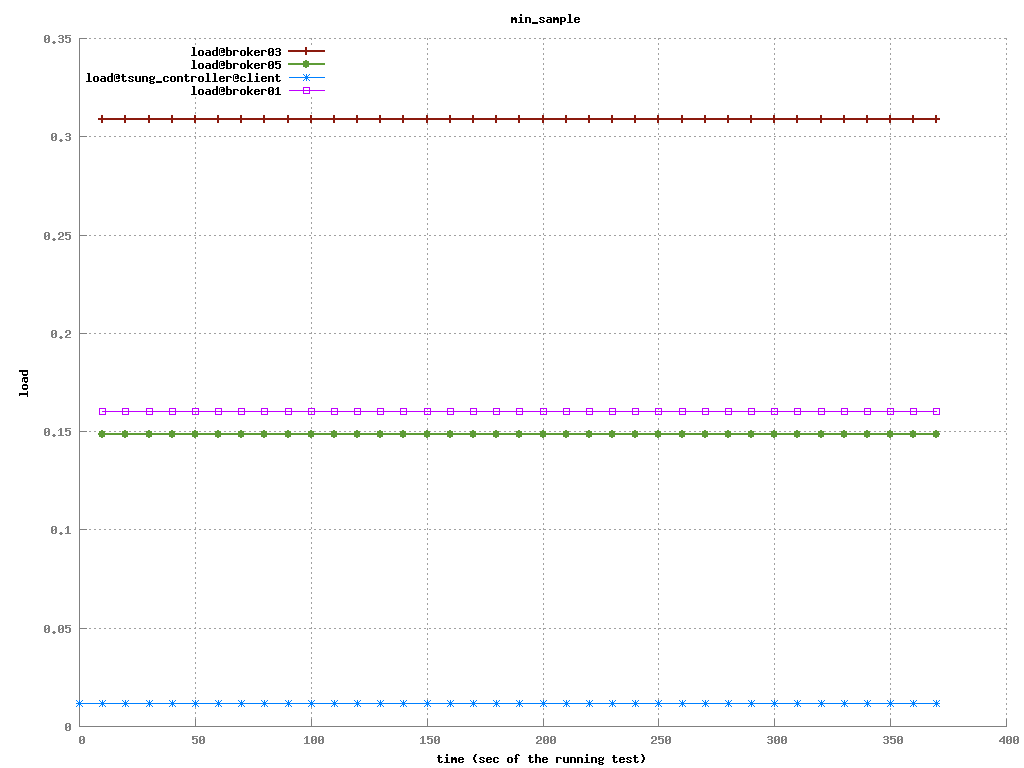 min_sample
0.35
load@broker03
load@broker05
load@tsung_controller@client
load@broker01
0.3
0.25
0.2
load
0.15
0.1
0.05
0
0 50 100 150 200 250 300 350 400
time (sec of the running test)